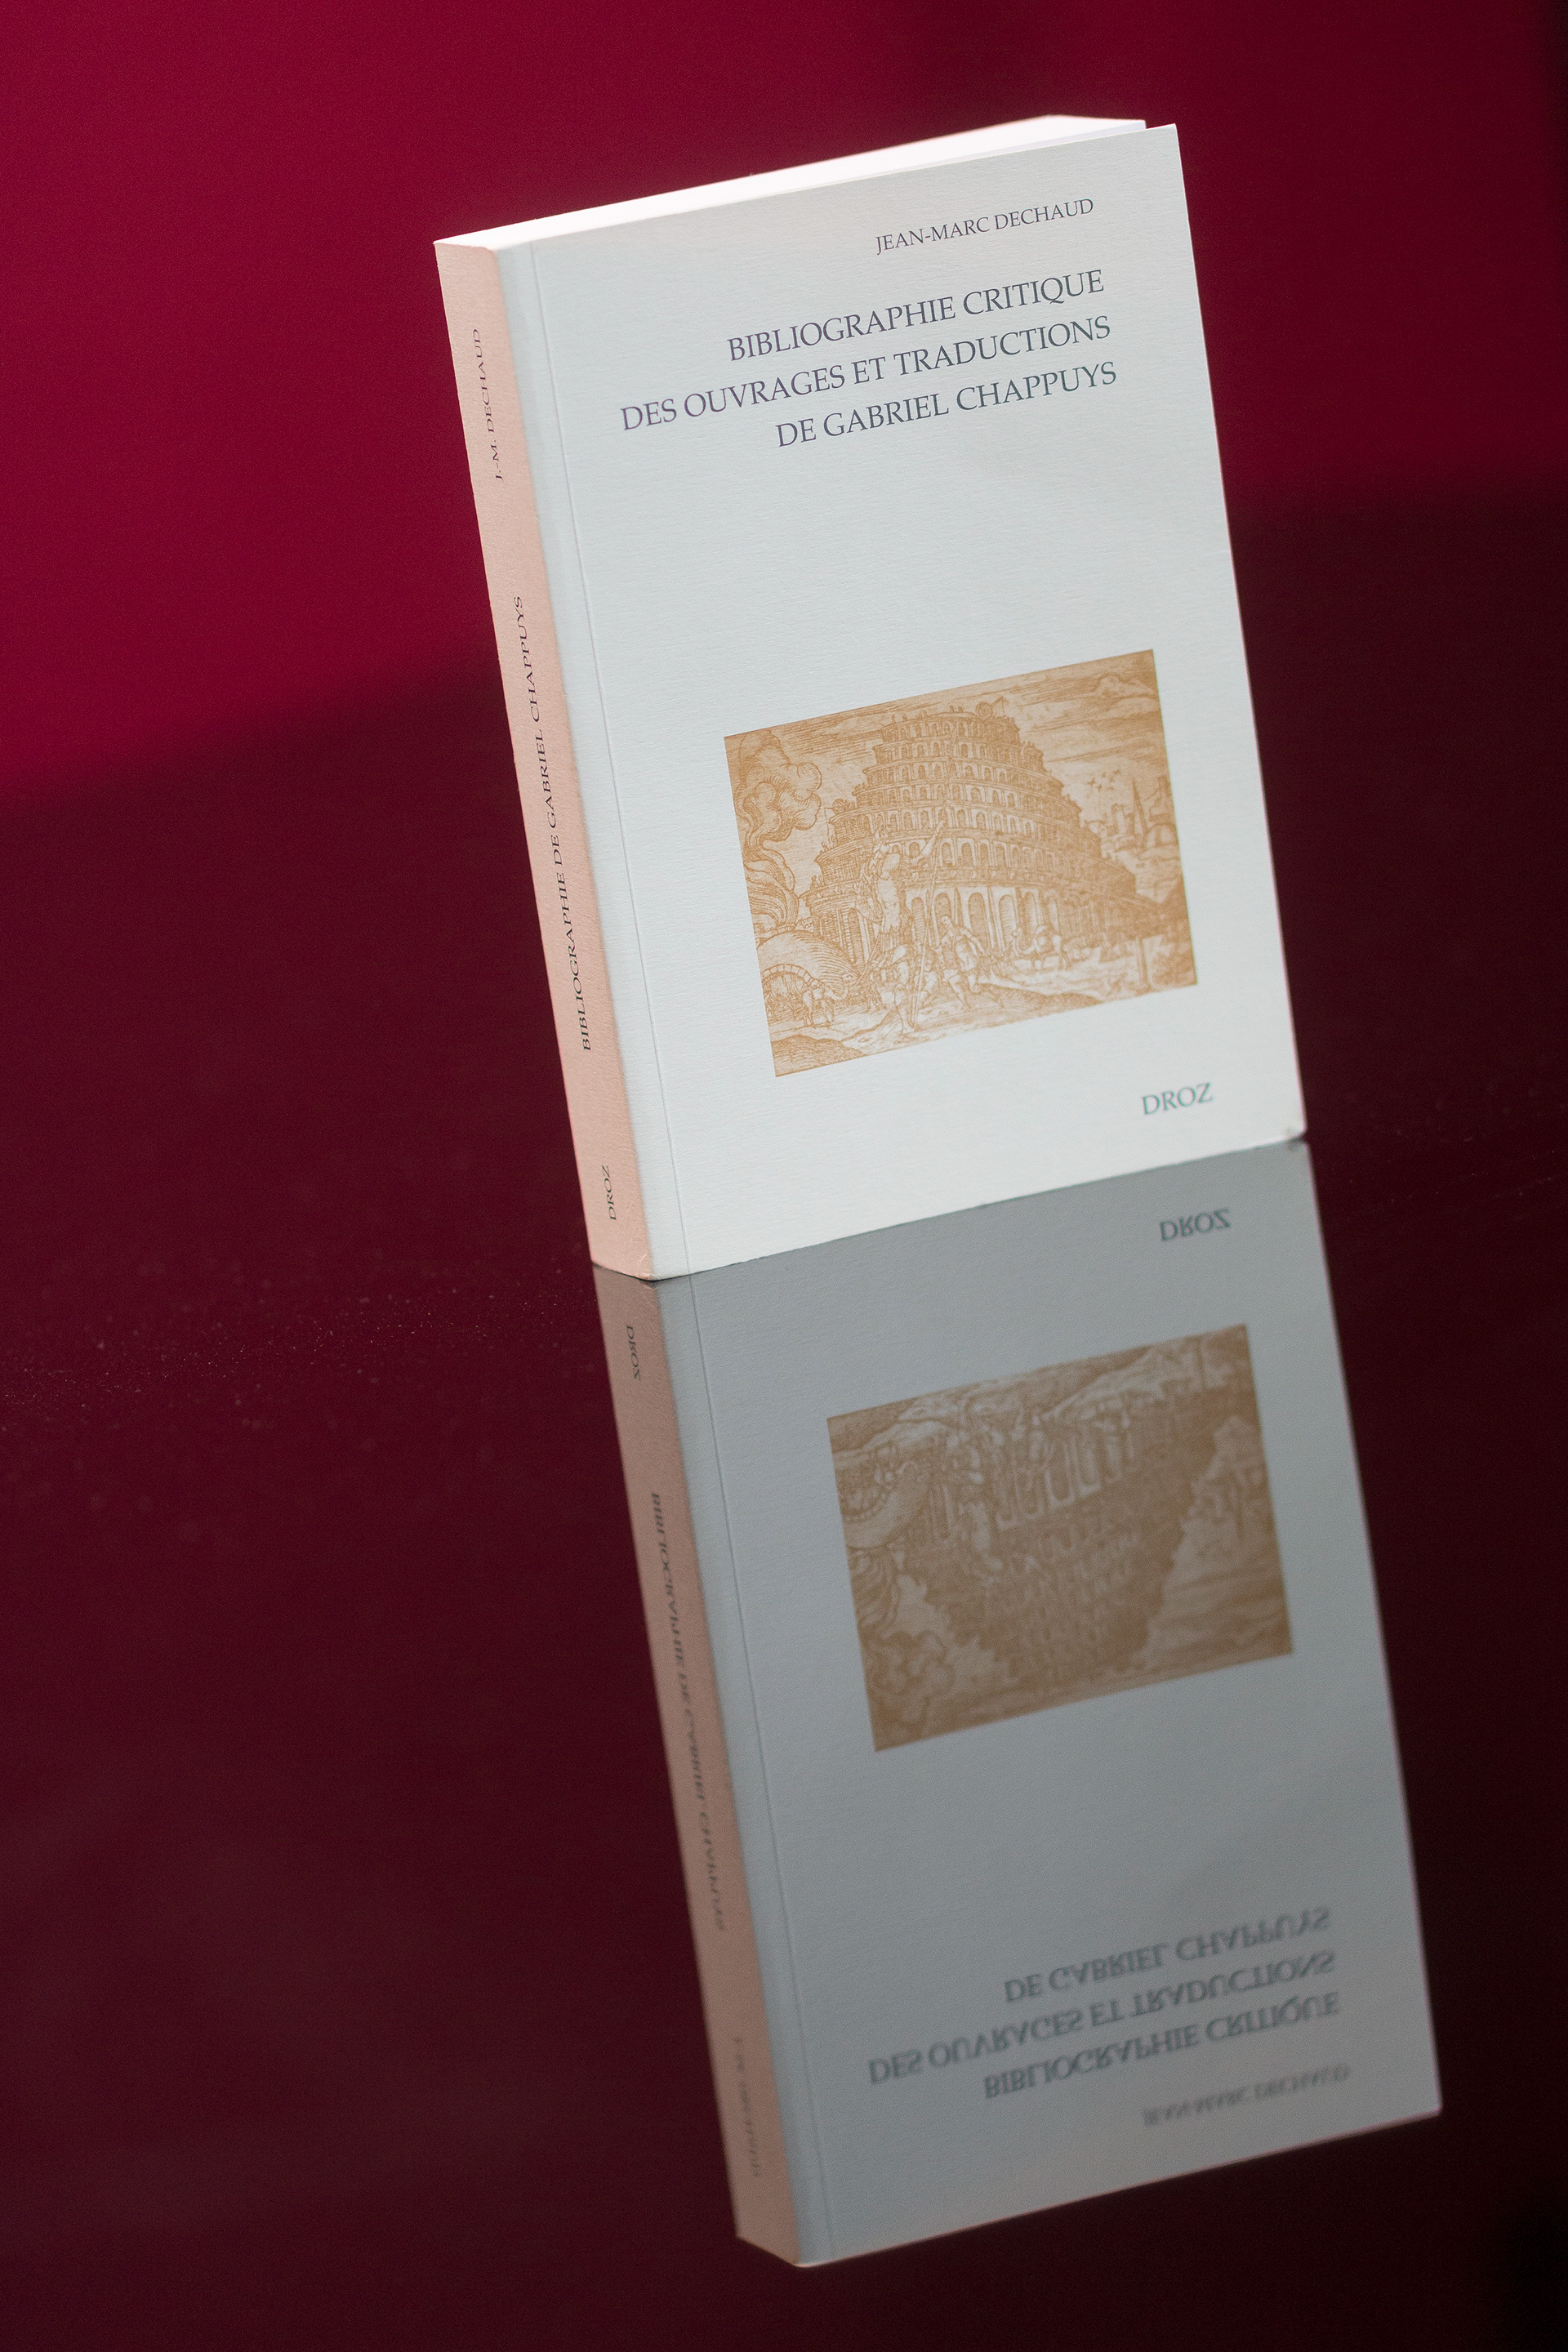 JEAN-MARC DECHAUD
BIBLIOGRAPHIE CRITIQUE
DES OUVRAGES ET TRADUCTIONS
DE GABRIEL CHAPPUYS
DROZ
J.-M. DECHAUD
BIBLIOGRAPHIE DE GABRIEL CHAPPUYS
DROZ